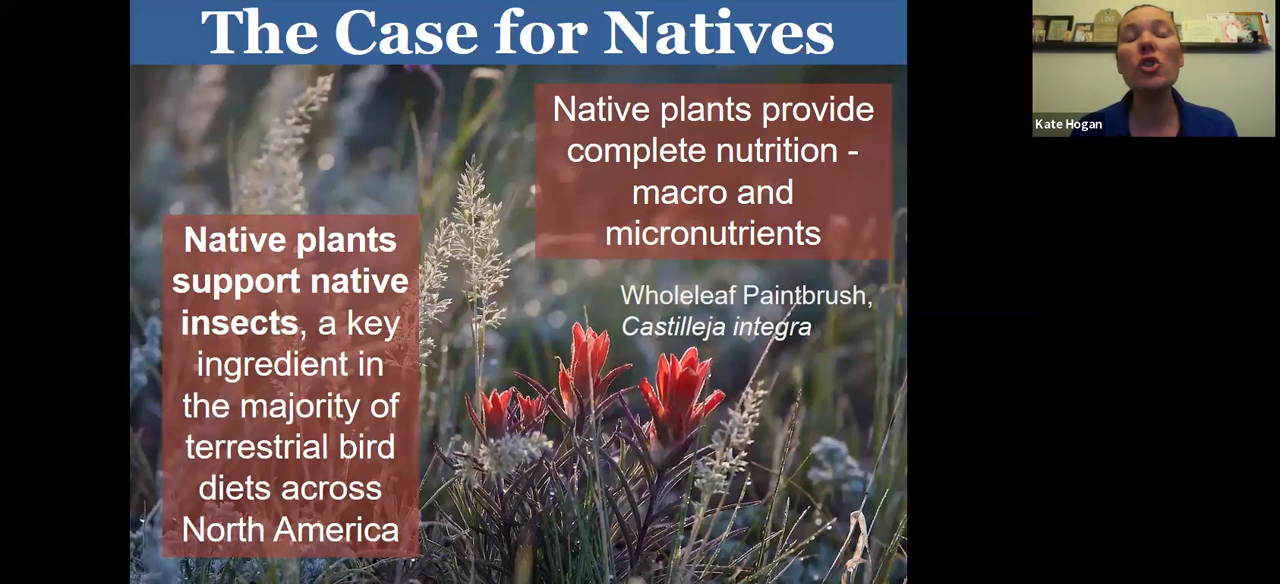 The Case for Natives
Native plants provide
complete nutrition -
macro and
micronutrients
Native plants
support native
insects, a key
ingredient in
the majority of
terrestrial bird
diets across
North America
Wholeleaf Paintbrush,
Castilleja integra
Kate Hogan